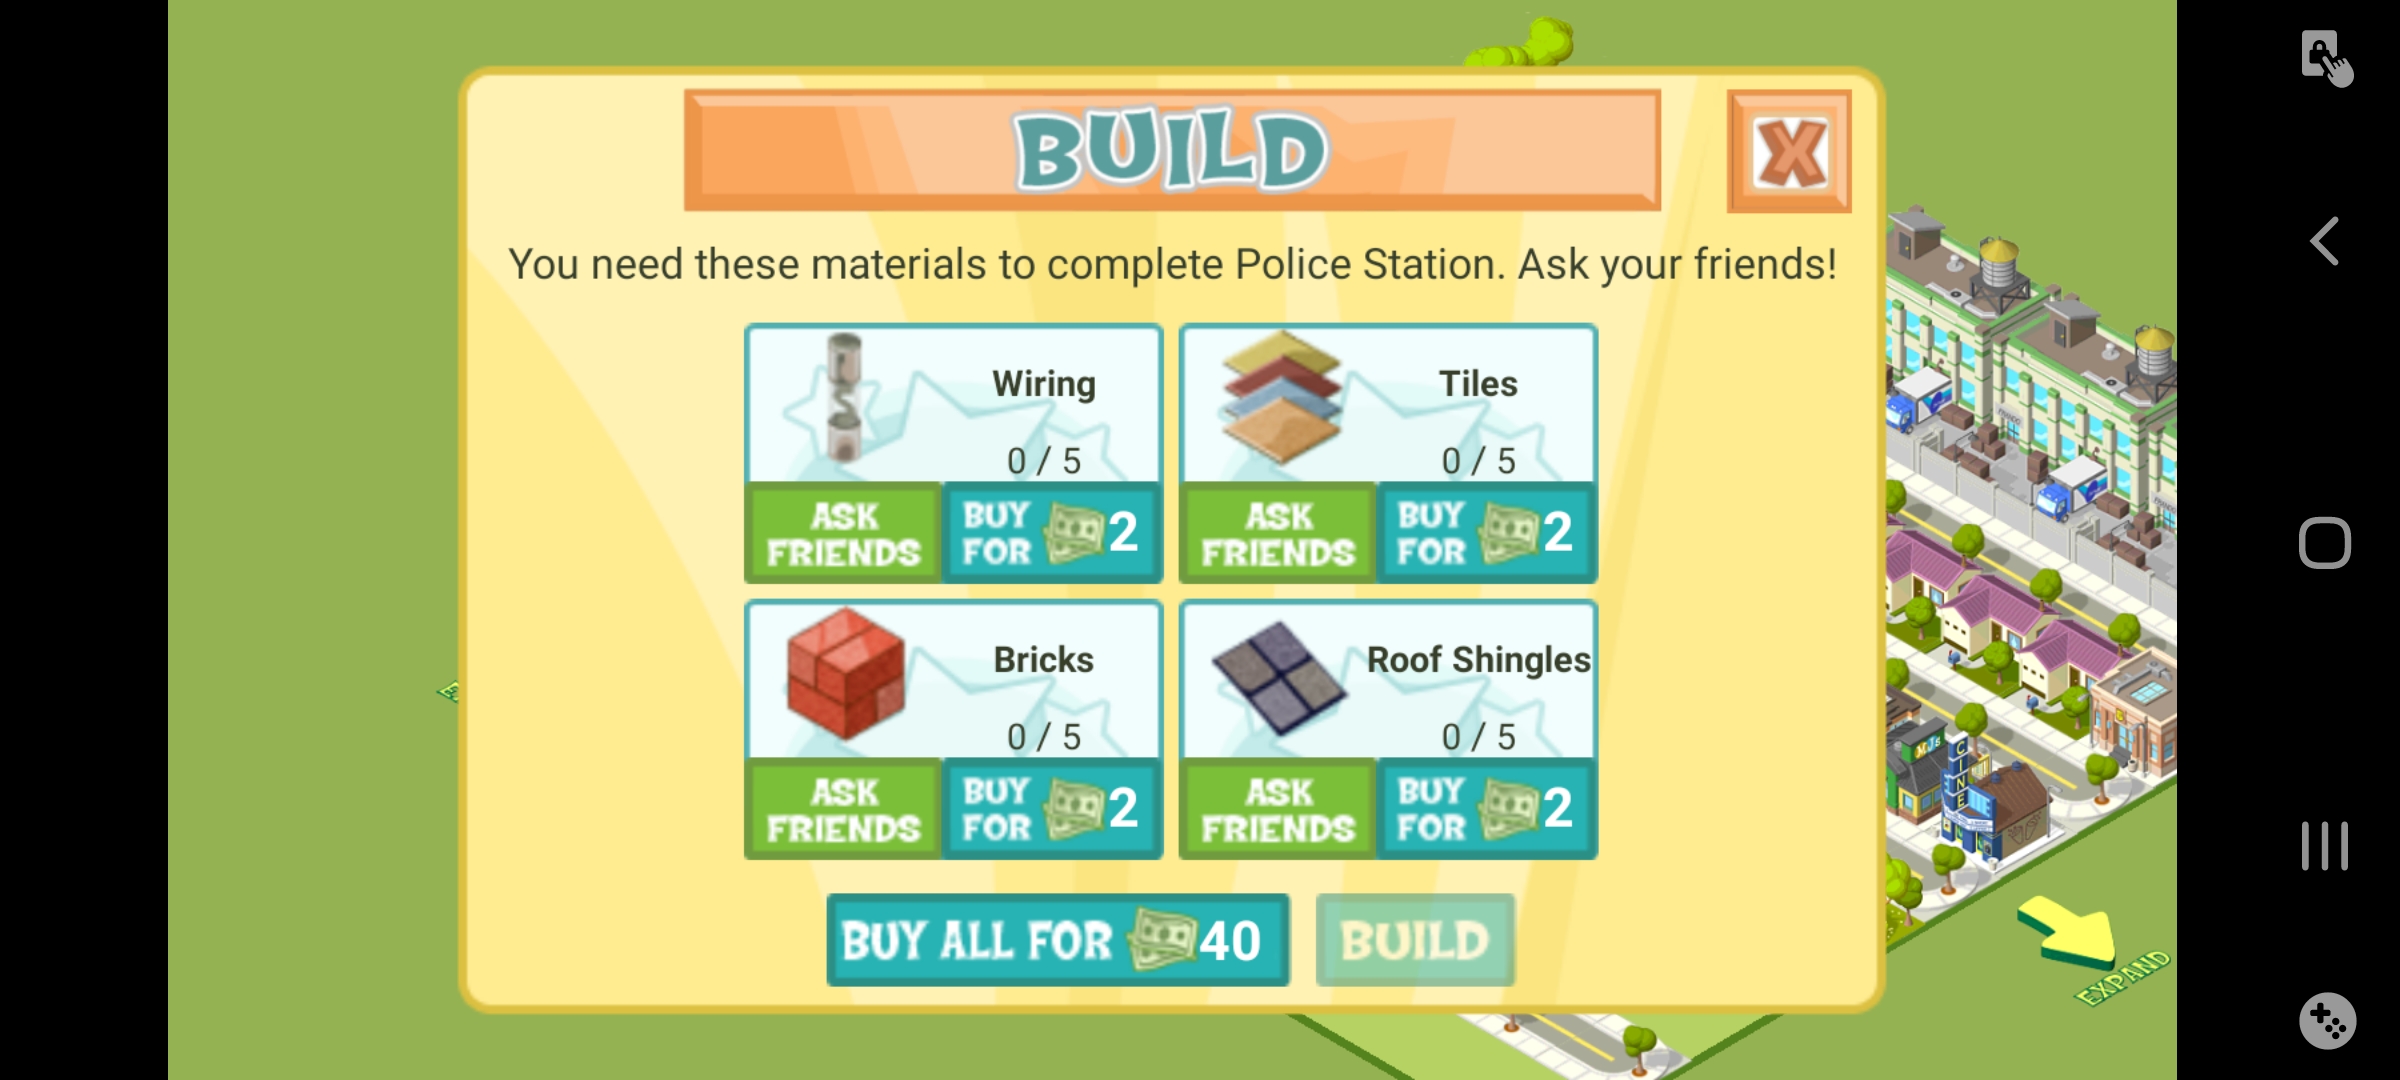 BUILD
X
You need these materials to complete Police Station. Ask your friends!
Wiring
0 / 5
ASK
FRIENDS
BUY
FOR
2
Tiles
0 / 5
ASK
FRIENDS
BUY
FOR
2
Bricks
0 / 5
ASK
FRIENDS
BUY
FOR
2
Roof Shingles
0 / 5
ASK
FRIENDS
BUY
FOR
2
BUY ALL FOR 40
BUILD
MJ's
CINE
EXPAND